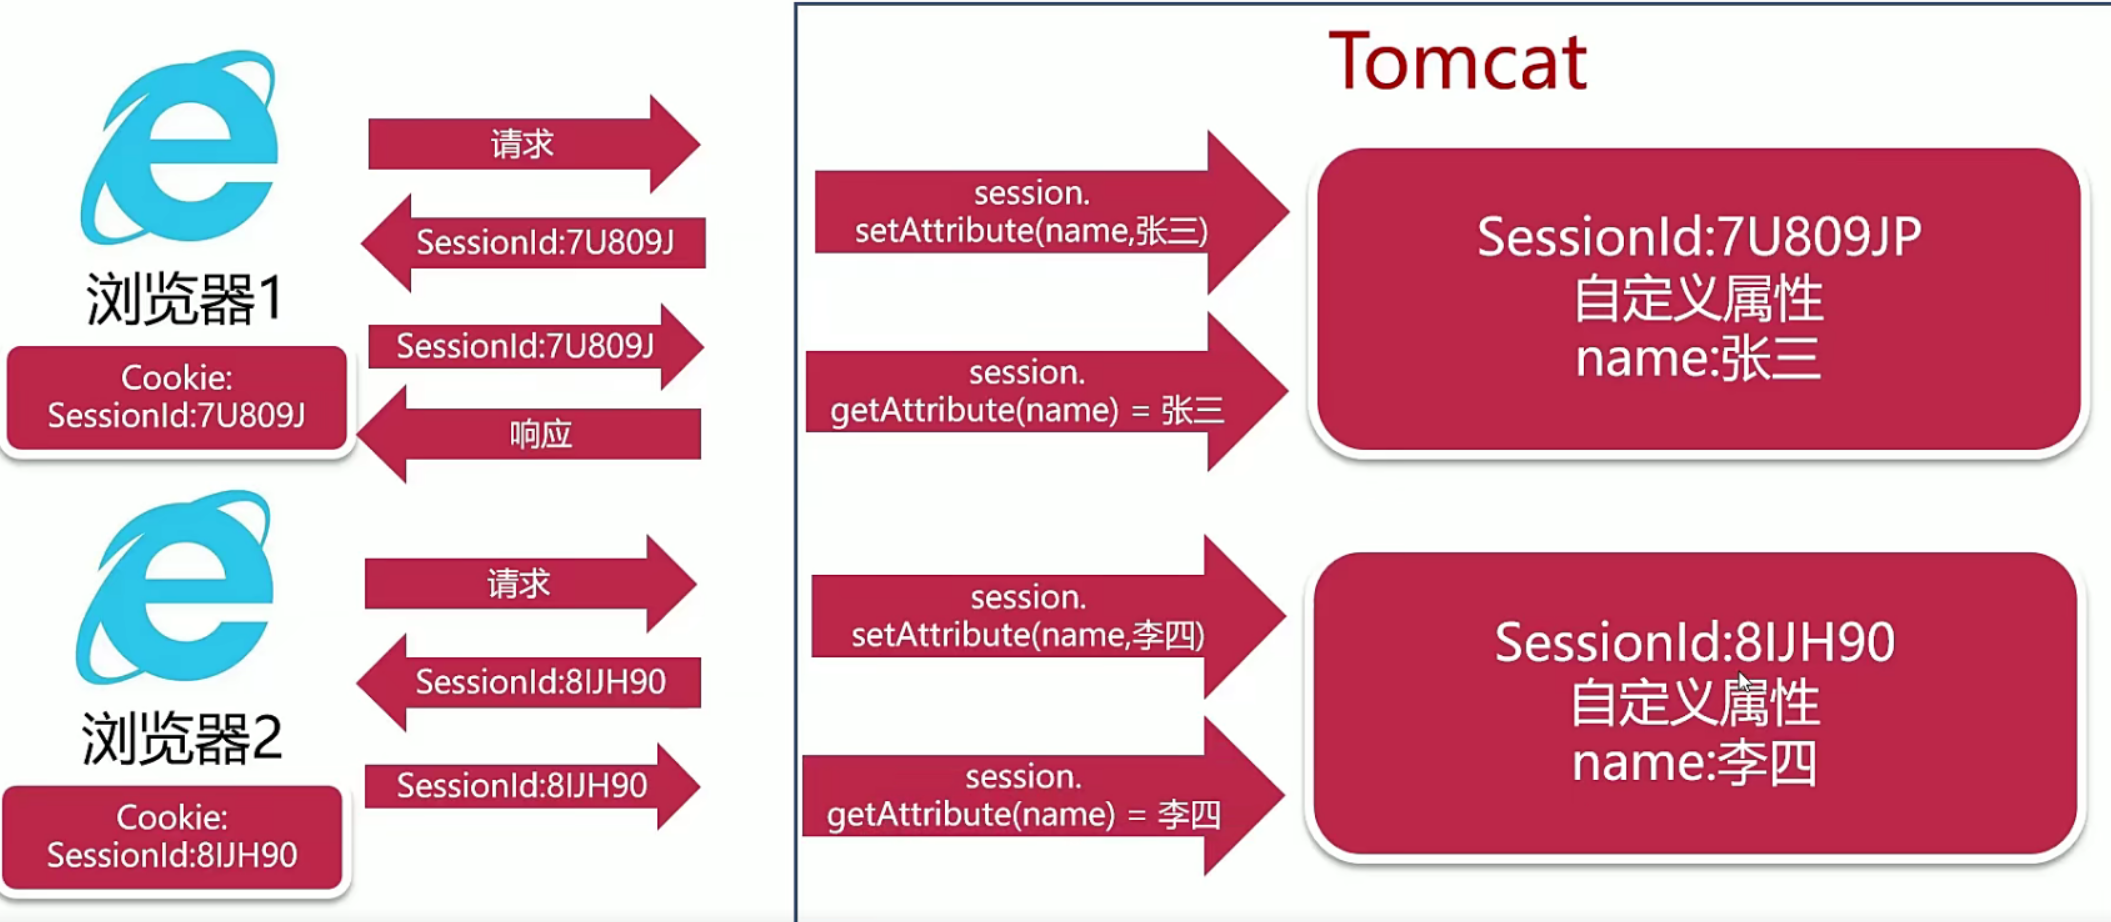 Tomcat
请求
SessionId:7U809J
SessionId:7U809J
响应
浏览器1
Cookie:
SessionId:7U809J
session.
setAttribute(name,张三)
session.
getAttribute(name) = 张三
SessionId:7U809JP
自定义属性
name:张三
请求
SessionId:8IJH90
SessionId:8IJH90
浏览器2
Cookie:
SessionId:8IJH90
session.
setAttribute(name,李四)
session.
getAttribute(name) = 李四
SessionId:8IJH90
自定义属性
name:李四